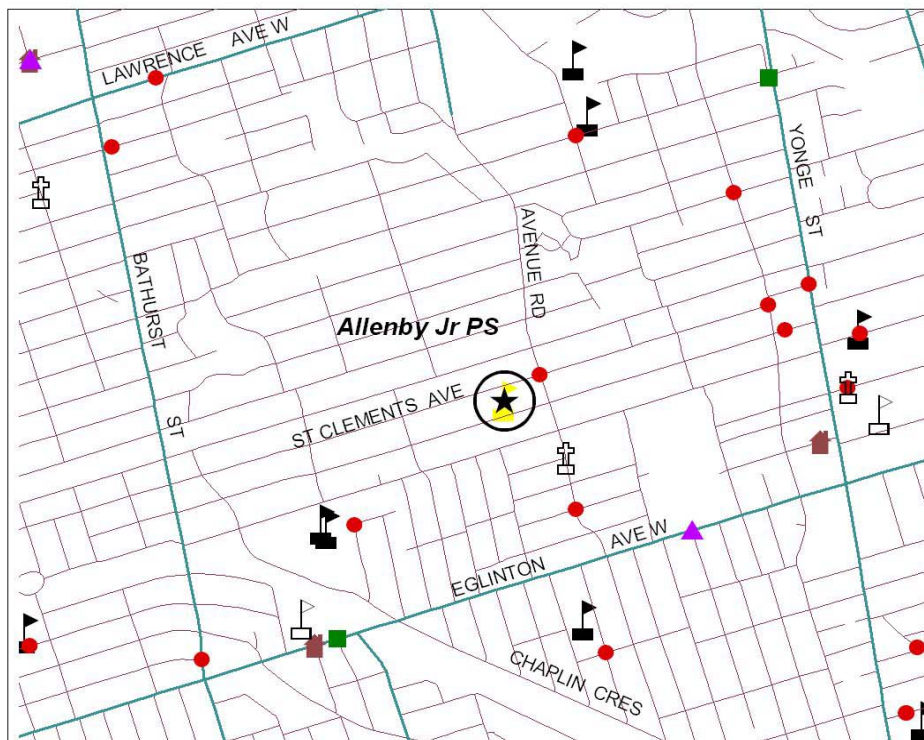 LAWRENCE AVE W
YONGE ST
AVENUE RD
BATHURST ST
Allenby Jr PS
ST CLEMENTS AVE
EGLINTON AVE W
CHAPLIN CRES